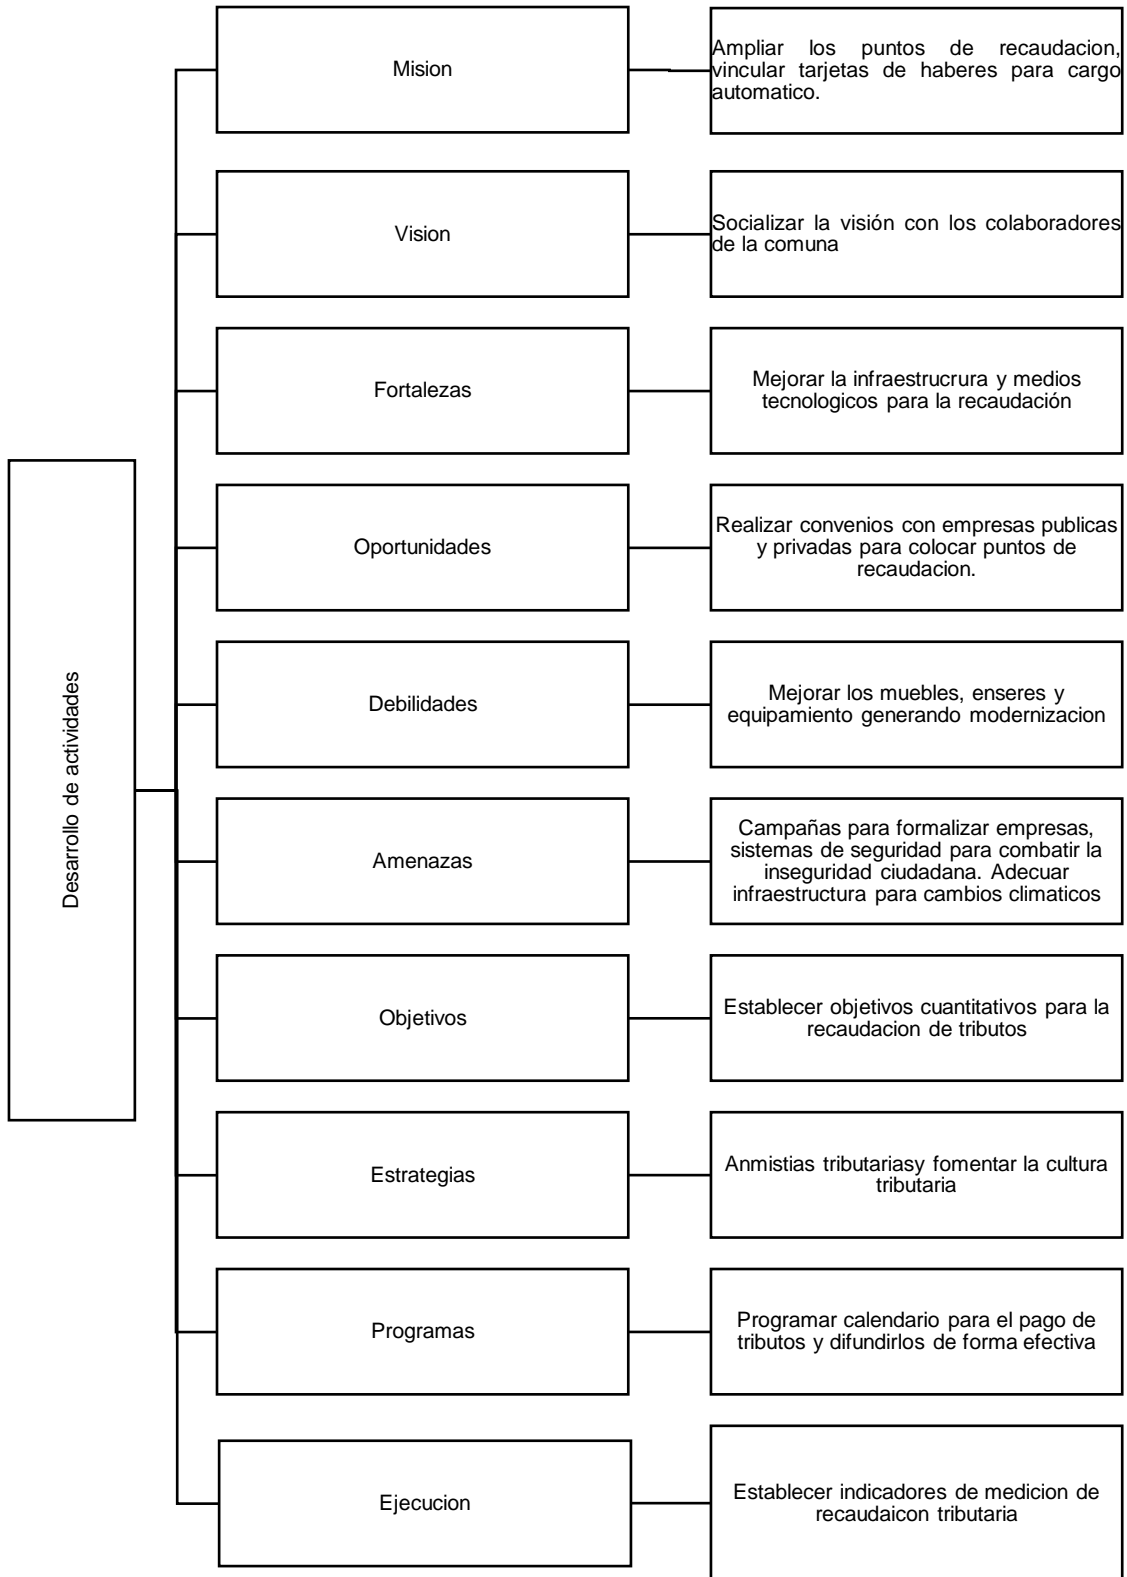 Mision
Ampliar los puntos de recaudacion,
vincular tarjetas de haberes para cargo
automatico.
Vision
Socializar la visión con los colaboradores
de la comuna
Fortalezas
Mejorar la infraestrucrura y medios
tecnologicos para la recaudación
Desarrollo de actividades
Oportunidades
Realizar convenios con empresas publicas
y privadas para colocar puntos de
recaudacion.
Debilidades
Mejorar los muebles, enseres y
equipamiento generando modernizacion
Amenazas
Campañas para formalizar empresas,
sistemas de seguridad para combatir la
inseguridad ciudadana. Adecuar
infraestructura para cambios climaticos
Objetivos
Establecer objetivos cuantitativos para la
recaudacion de tributos
Estrategias
Anmistias tributariasy fomentar la cultura
tributaria
Programas
Programar calendario para el pago de
tributos y difundirlos de forma efectiva
Ejecucion
Establecer indicadores de medicion de
recaudaicon tributaria